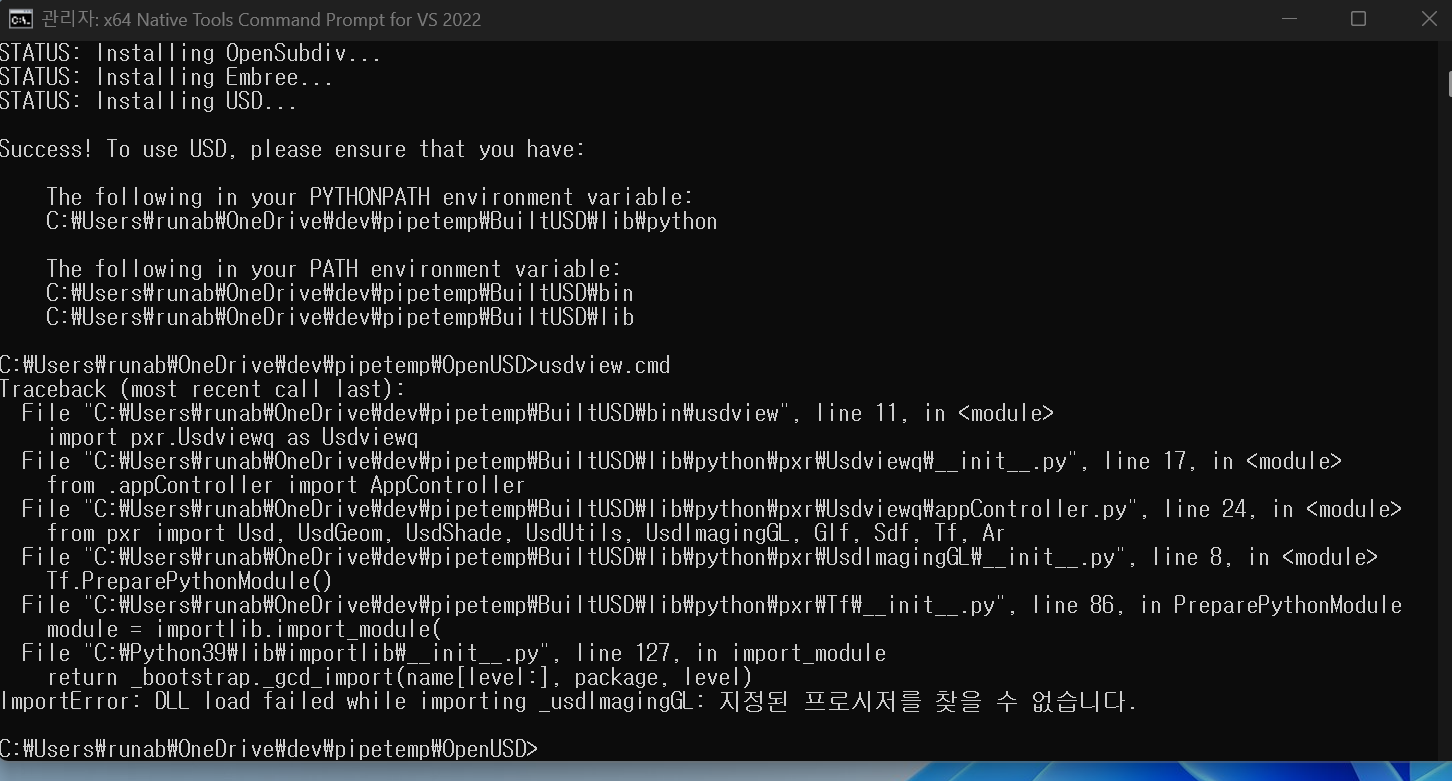 관리자: x64 Native Tools Command Prompt for VS 2022
STATUS: Installing OpenSubdiv...
STATUS: Installing Embree...
STATUS: Installing USD...
Success! To use USD, please ensure that you have:
The following in your PYTHONPATH environment variable:
C:₩Users₩runab₩OneDrive₩dev₩pipetemp₩BuiltUSD₩lib₩python
The following in your PATH environment variable:
C:₩Users₩runab₩OneDrive₩dev₩pipetemp₩BuiltUSD₩bin
C:₩Users₩runab₩OneDrive₩dev₩pipetemp₩BuiltUSD₩lib
C:₩Users₩runab₩OneDrive₩dev₩pipetemp₩OpenUSD>usdview.cmd
Traceback (most recent call last):
File "C:₩Users₩runab₩OneDrive₩dev₩pipetemp₩BuiltUSD₩bin₩usdview", line 11, in <module>
import pxr.Usdviewq as Usdviewq
File "C:₩Users₩runab₩OneDrive₩dev₩pipetemp₩BuiltUSD₩lib₩python₩pxr₩Usdviewq₩__init__.py", line 17, in <module>
from .appController import AppController
File "C:₩Users₩runab₩OneDrive₩dev₩pipetemp₩BuiltUSD₩lib₩python₩pxr₩Usdviewq₩appController.py", line 24, in <module>
from pxr import Usd, UsdGeom, UsdShade, UsdUtils, UsdImagingGL, Glf, Sdf, Tf, Ar
File "C:₩Users₩runab₩OneDrive₩dev₩pipetemp₩BuiltUSD₩lib₩python₩pxr₩UsdImagingGL₩__init__.py", line 8, in <module>
Tf.PreparePythonModule()
File "C:₩Users₩runab₩OneDrive₩dev₩pipetemp₩BuiltUSD₩lib₩python₩pxr₩Tf₩__init__.py", line 86, in PreparePythonModule
module = importlib.import_module(
File "C:₩Python39₩lib₩importlib₩__init__.py", line 127, in import_module
return _bootstrap._gcd_import(name[level:], package, level)
ImportError: DLL load failed while importing _usdImagingGL: 지정된 프로시저를 찾을 수 없습니다.
C:₩Users₩runab₩OneDrive₩dev₩pipetemp₩OpenUSD>